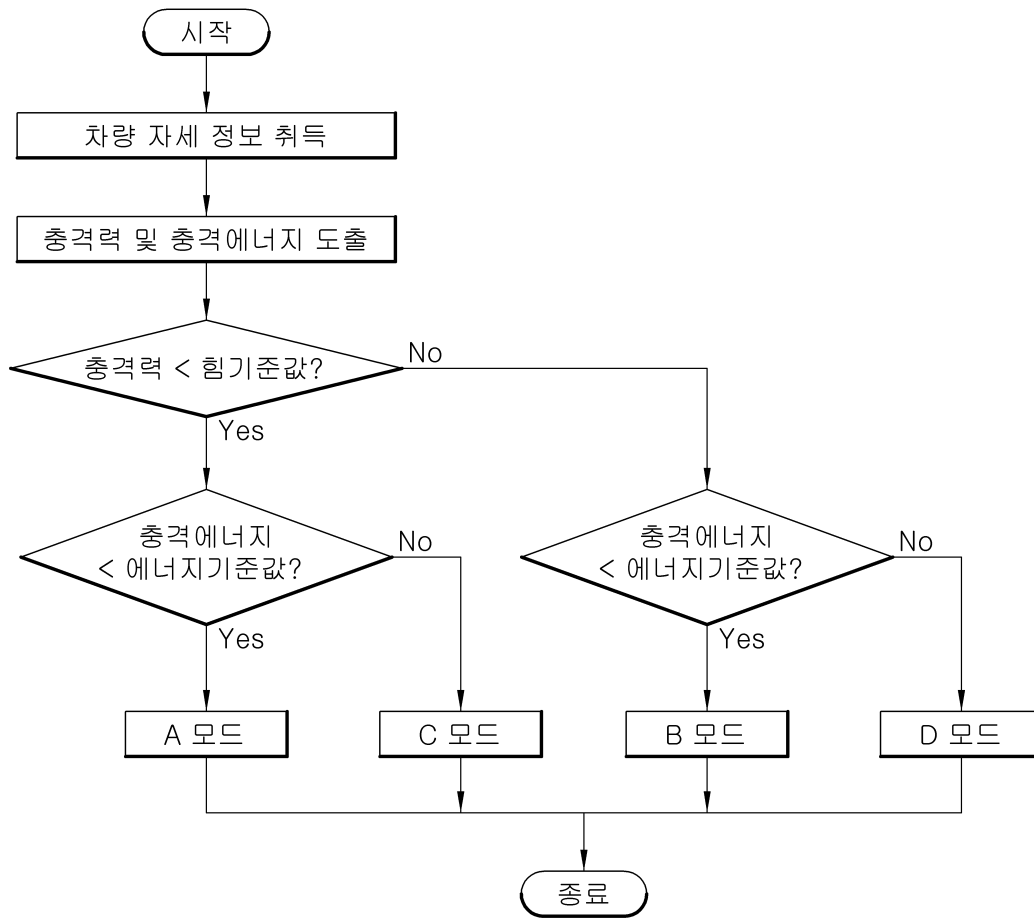 시작
차량 자세 정보 취득
충격력 및 충격에너지 도출
충격력 < 힘기준값?
No
Yes
충격에너지
< 에너지기준값?
No
Yes
충격에너지
< 에너지기준값?
No
Yes
A 모드
C 모드
B 모드
D 모드
종료